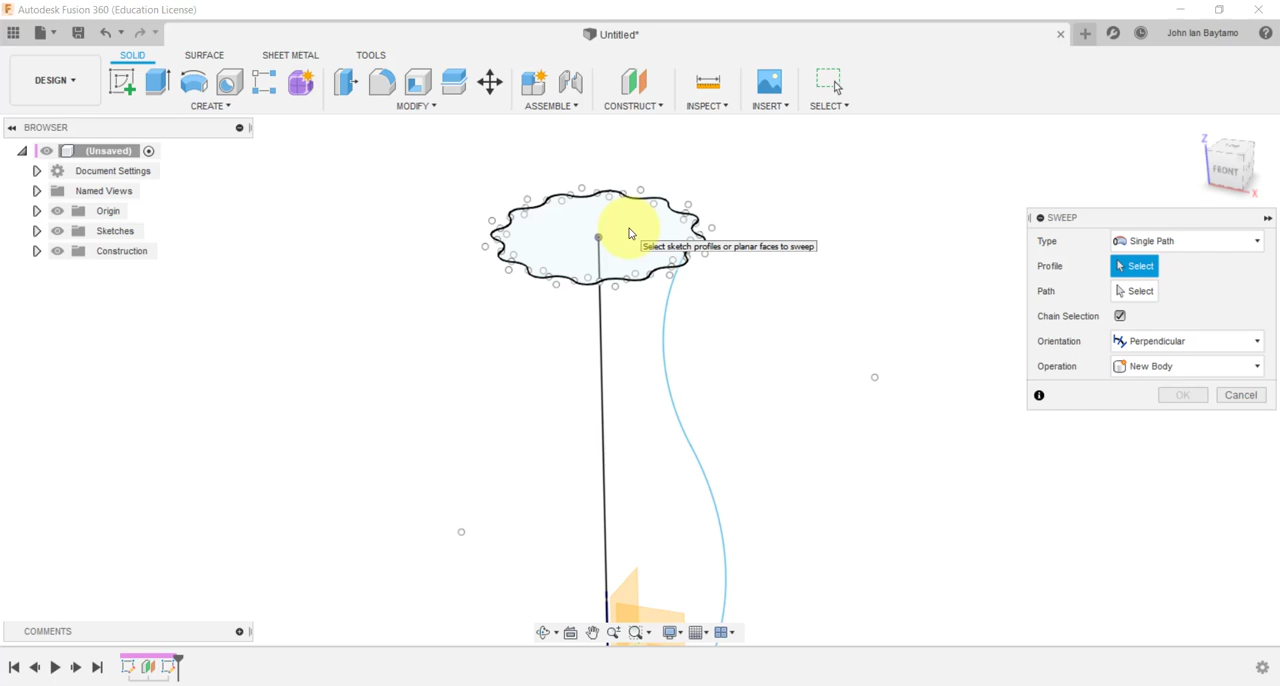 Autodesk Fusion 360 (Education License)
Untitled*
John Ian Baytamo
DESIGN
SOLID
SURFACE
SHEET METAL
TOOLS
CREATE
MODIFY
ASSEMBLE
CONSTRUCT
INSPECT
INSERT
SELECT
BROWSER
(Unsaved)
Document Settings
Named Views
Origin
Sketches
Construction
Z
FRONT
X
Select sketch profiles or planar faces to sweep
SWEEP
Type
Single Path
Profile
Select
Path
Select
Chain Selection
Orientation
Perpendicular
Operation
New Body
OK
Cancel
COMMENTS